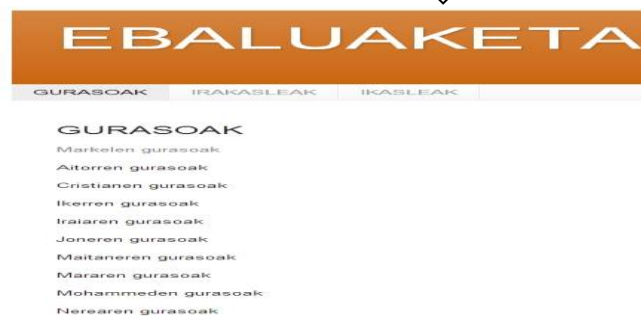 EBALUAKETA
GURASOAK IRAKASLEAK IKASLEAK
GURASOAK
Markelen gurasoak
Aitorren gurasoak
Cristianen gurasoak
Ikerren gurasoak
Iraiaren gurasoak
Joneren gurasoak
Maitaneren gurasoak
Mararen gurasoak
Mohammeden gurasoak
Nerearen gurasoak